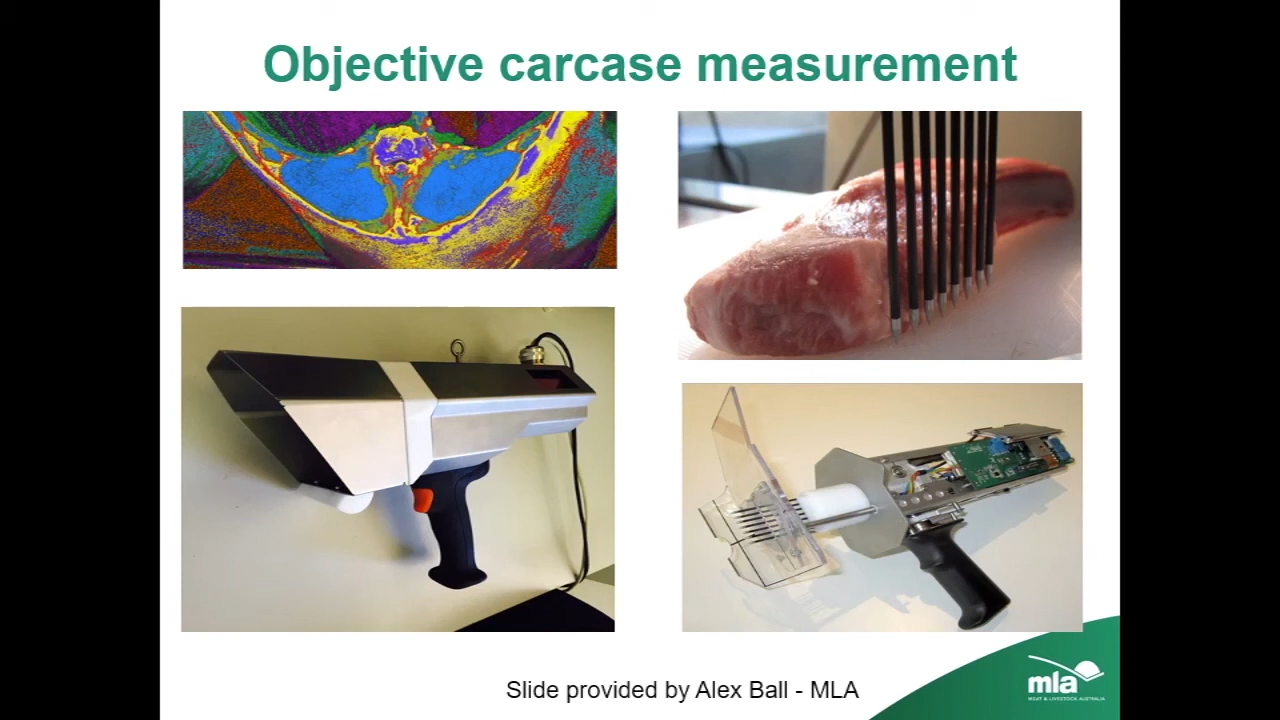 Objective carcase measurement
Slide provided by Alex Ball - MLA
mla
MEAT & LIVESTOCK AUSTRALIA